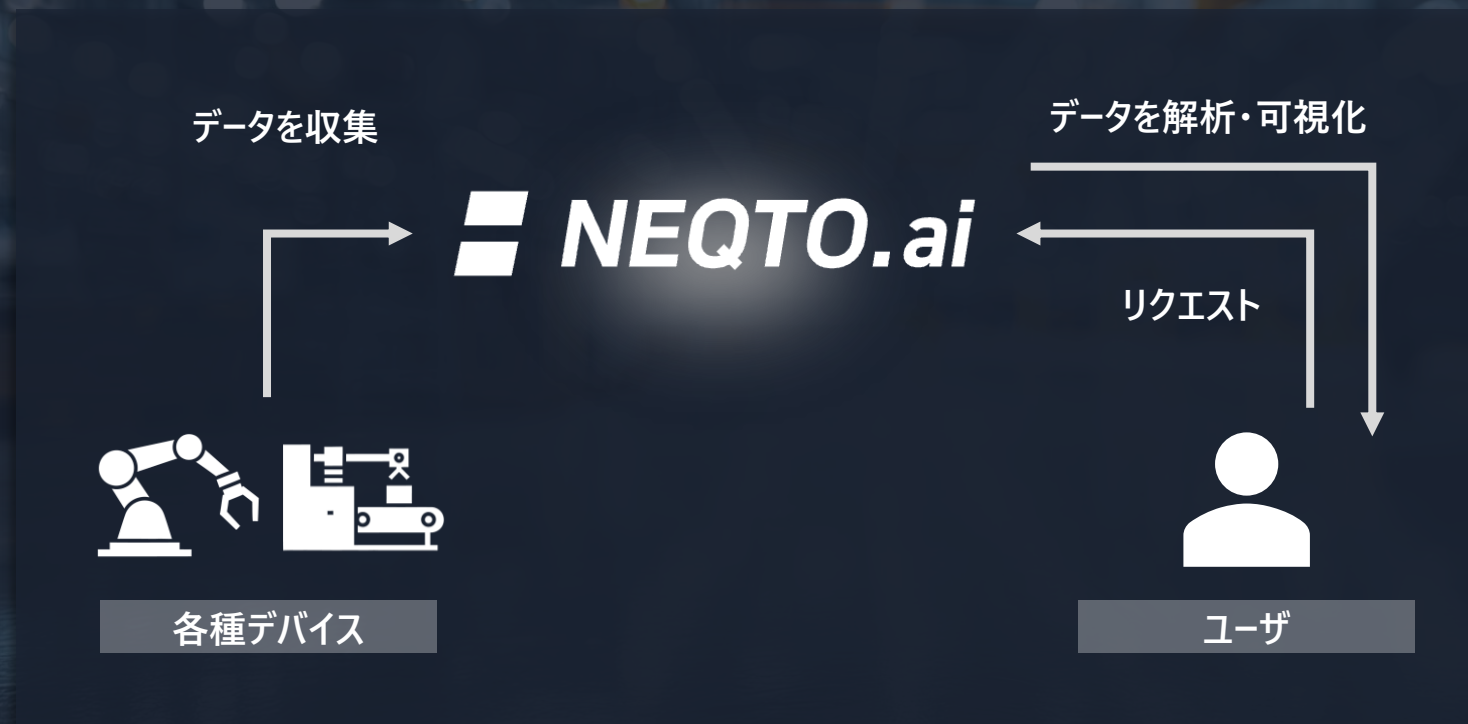 データを収集
データを解析・可視化
NEQTO.ai
リクエスト
各種デバイス
ユーザ